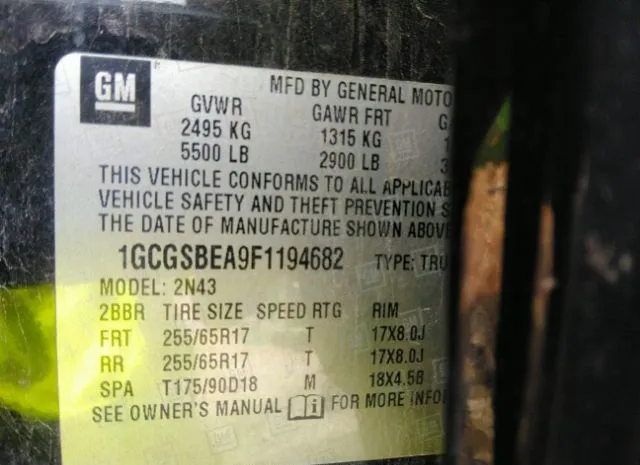 GM
MFD BY GENERAL MOTO
GVWR GAWR FRT G
2495 KG 1315 KG 1
5500 LB 2900 LB 3
THIS VEHICLE CONFORMS TO ALL APPLICAB
VEHICLE SAFETY AND THEFT PREVENTION S
THE DATE OF MANUFACTURE SHOWN ABOVE
1GCGSBEA9F1194682 TYPE: TRU
MODEL: 2N43
2BBR TIRE SIZE SPEED RTG RIM
FRT 255/65R17 T 17X8.0J
RR 255/65R17 T 17X8.0J
SPA T175/90D18 M 18X4.5B
SEE OWNER'S MANUAL i FOR MORE INFO